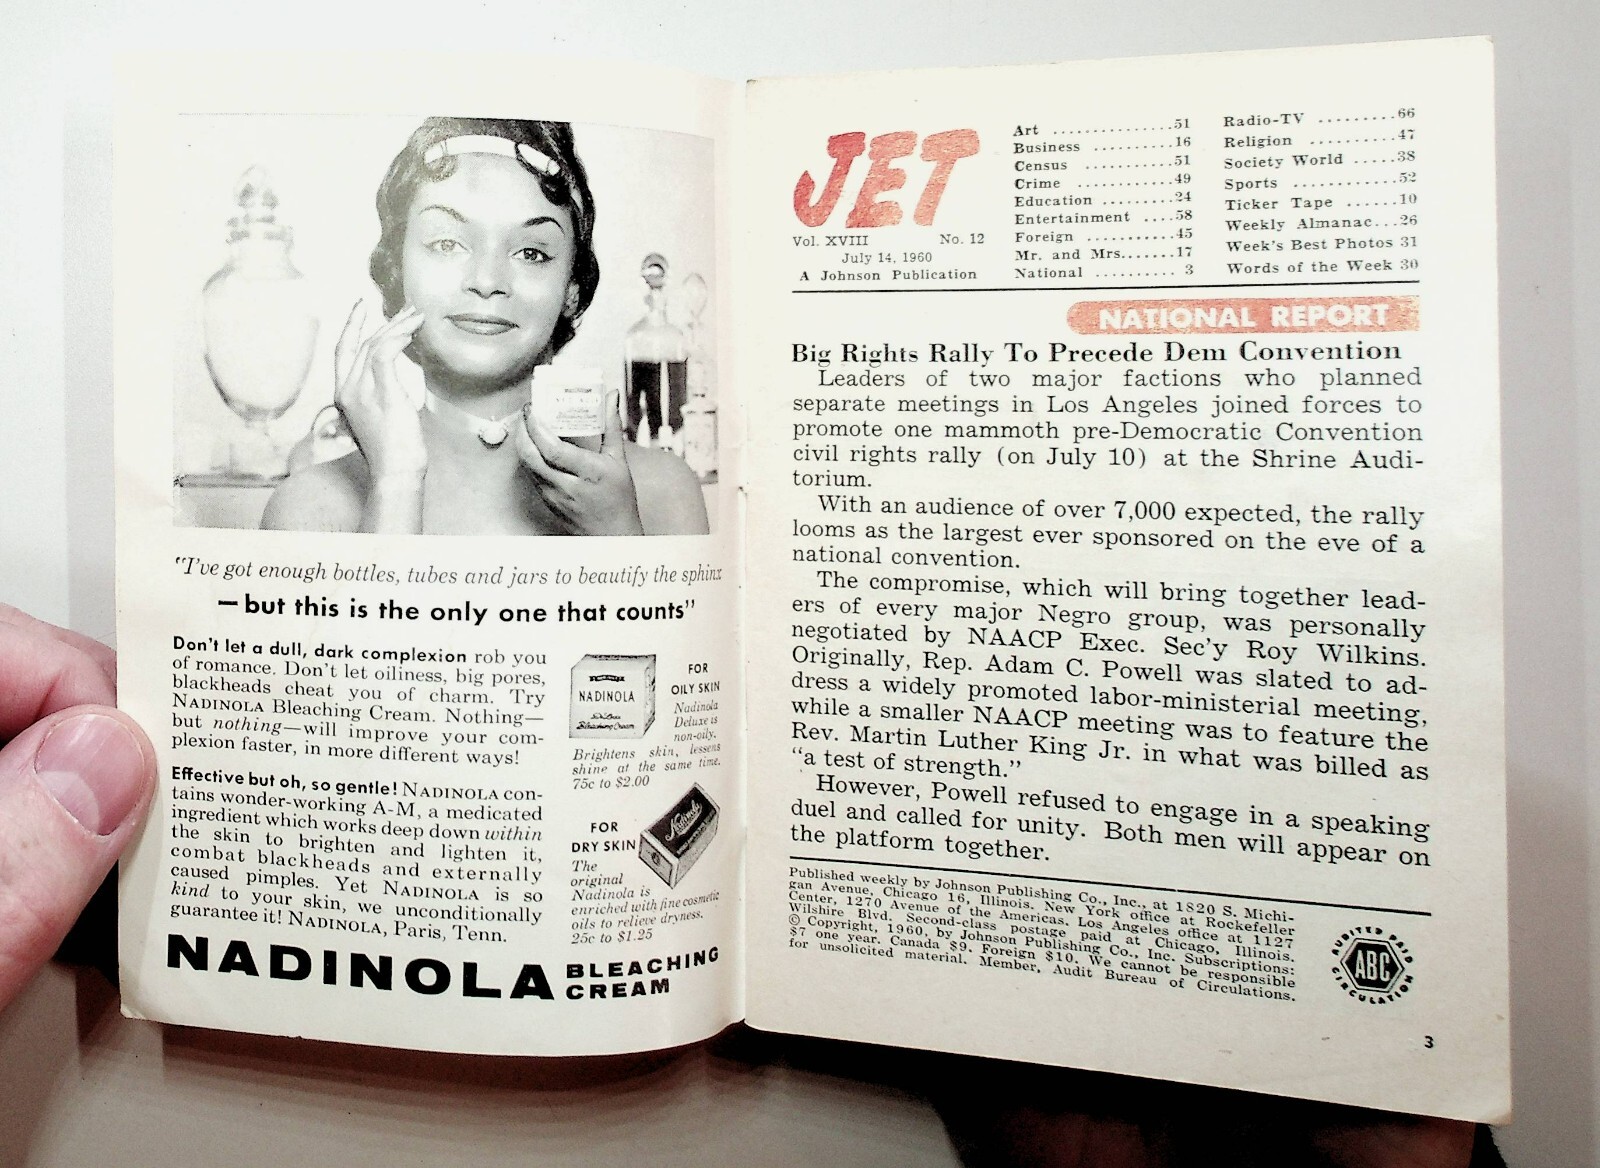 "I've got enough bottles, tubes and jars to beautify the sphinx
—but this is the only one that counts"
Don't let a dull, dark complexion rob you
of romance. Don't let oiliness, big pores,
blackheads cheat you of charm. Try
NADINOLA Bleaching Cream. Nothing—
but nothing—will improve your com-
plexion faster, in more different ways!
Effective but oh, so gentle! NADINOLA con-
tains wonder-working A-M, a medicated
ingredient which works deep down within
the skin to brighten and lighten it,
combat blackheads and externally
caused pimples. Yet NADINOLA is so
kind to your skin, we unconditionally
guarantee it! NADINOLA, Paris, Tenn.
NADINOLA
DeLuxe
Bleaching Cream
FOR
OILY SKIN
Nadinola
Deluxe is
non-oily.
Brightens skin, lessens
shine at the same time.
75c to $2.00
FOR
DRY SKIN
The
original
Nadinola is
enriched with fine cosmetic
oils to relieve dryness.
25c to $1.25
Nadinola
NADINOLA BLEACHING
CREAM
JET
Vol. XVIII No. 12
July 14, 1960
A Johnson Publication
Art ...............51
Business ..........16
Census ...........51
Crime ............49
Education .........24
Entertainment ....58
Foreign ..........45
Mr. and Mrs.......17
National .......... 3
Radio-TV .........66
Religion ..........47
Society World .....38
Sports ............52
Ticker Tape ......10
Weekly Almanac...26
Week's Best Photos 31
Words of the Week 30
NATIONAL REPORT
Big Rights Rally To Precede Dem Convention
Leaders of two major factions who planned
separate meetings in Los Angeles joined forces to
promote one mammoth pre-Democratic Convention
civil rights rally (on July 10) at the Shrine Audi-
torium.
With an audience of over 7,000 expected, the rally
looms as the largest ever sponsored on the eve of a
national convention.
The compromise, which will bring together lead-
ers of every major Negro group, was personally
negotiated by NAACP Exec. Sec'y Roy Wilkins.
Originally, Rep. Adam C. Powell was slated to ad-
dress a widely promoted labor-ministerial meeting,
while a smaller NAACP meeting was to feature the
Rev. Martin Luther King Jr. in what was billed as
"a test of strength."
However, Powell refused to engage in a speaking
duel and called for unity. Both men will appear on
the platform together.
Published weekly by Johnson Publishing Co., Inc., at 1820 S. Michi-
gan Avenue, Chicago 16, Illinois. New York office at Rockefeller
Center, 1270 Avenue of the Americas. Los Angeles office at 1127
Wilshire Blvd. Second-class postage paid at Chicago, Illinois.
© Copyright, 1960, by Johnson Publishing Co., Inc. Subscriptions:
$7 one year. Canada $9. Foreign $10. We cannot be responsible
for unsolicited material. Member, Audit Bureau of Circulations.
AUDITED PAID
ABC
CIRCULATION
3